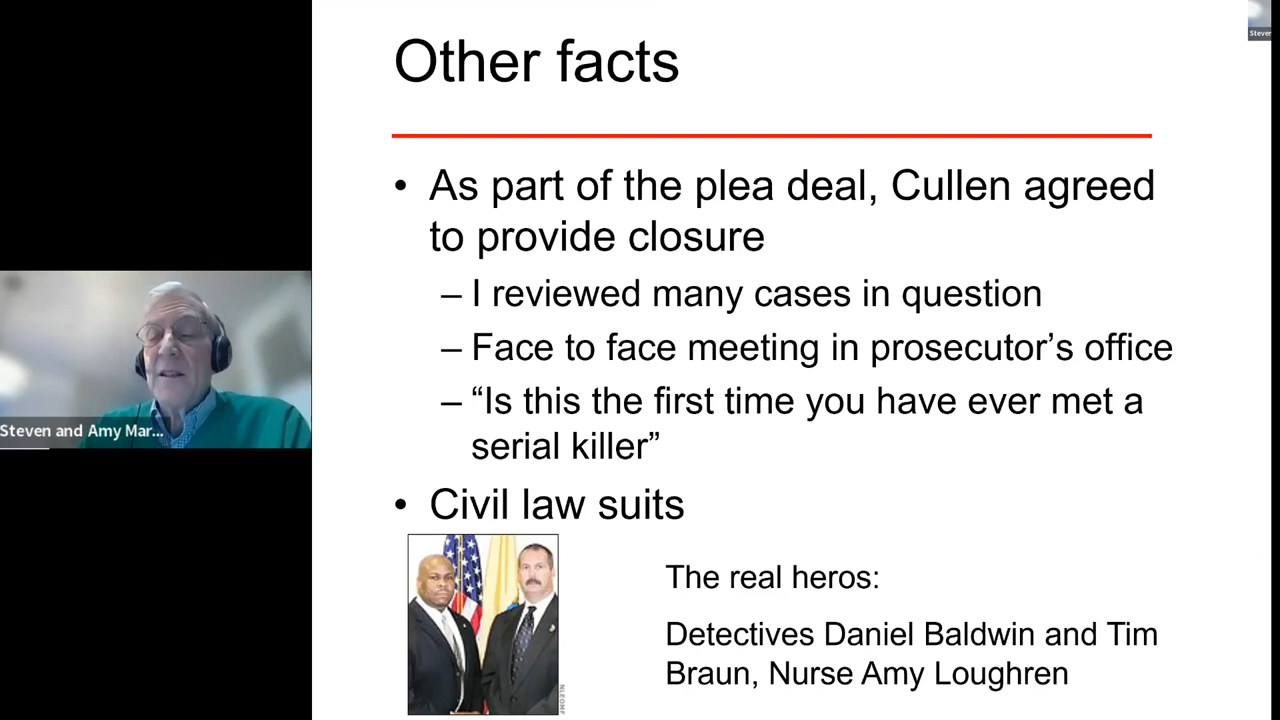 Other facts
• As part of the plea deal, Cullen agreed
to provide closure
– I reviewed many cases in question
– Face to face meeting in prosecutor’s office
– “Is this the first time you have ever met a
serial killer”
• Civil law suits
The real heros:
Detectives Daniel Baldwin and Tim
Braun, Nurse Amy Loughren
NLEOMF
Steven and Amy Mar...
Steven